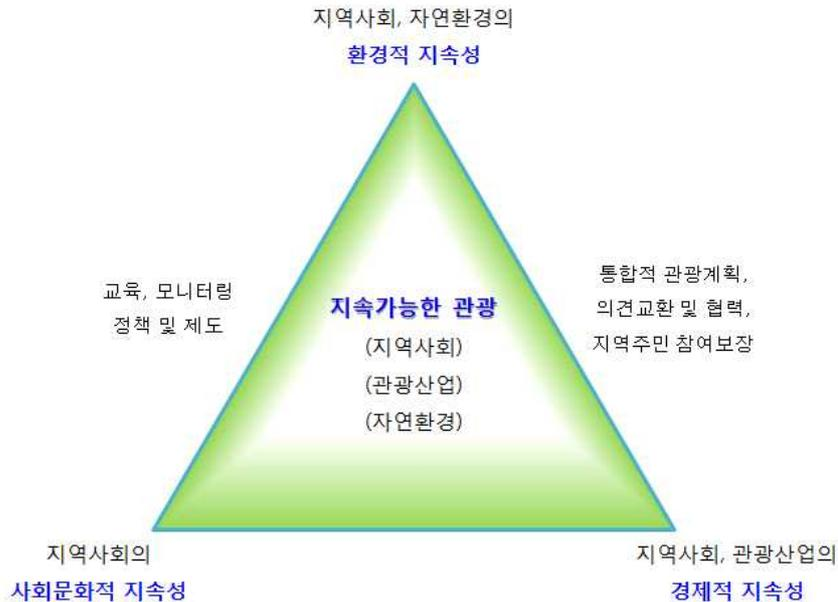 지역사회, 자연환경의
환경적 지속성
교육, 모니터링
정책 및 제도
통합적 관광계획,
의견교환 및 협력,
지역주민 참여보장
지속가능한 관광
(지역사회)
(관광산업)
(자연환경)
지역사회의
사회문화적 지속성
지역사회, 관광산업의
경제적 지속성